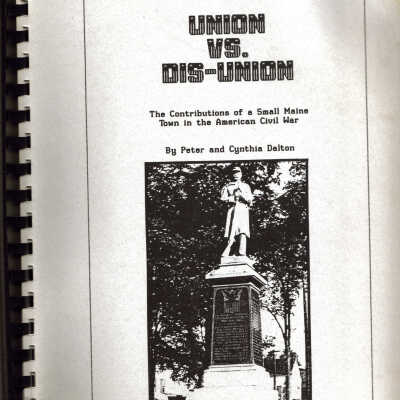 UNION
VS.
DIS-UNION
The Contributions of a Small Maine
Town in the American Civil War
By Peter and Cynthia Dalton